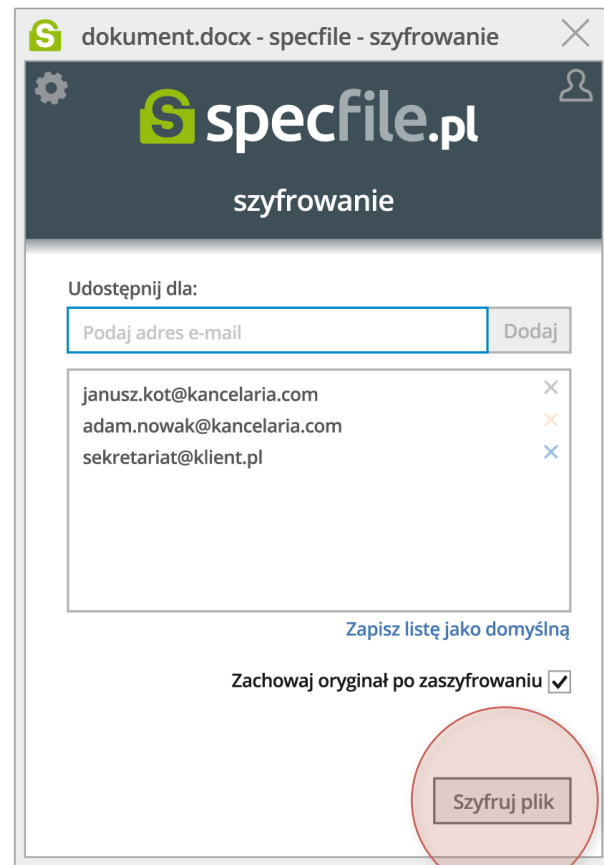 dokument.docx - specfile - szyfrowanie
S specfile.pl
szyfrowanie
Udostępnij dla:
Podaj adres e-mail Dodaj
janusz.kot@kancelaria.com
adam.nowak@kancelaria.com
sekretariat@klient.pl
Zapisz listę jako domyślną
Zachowaj oryginał po zaszyfrowaniu
Szyfruj plik